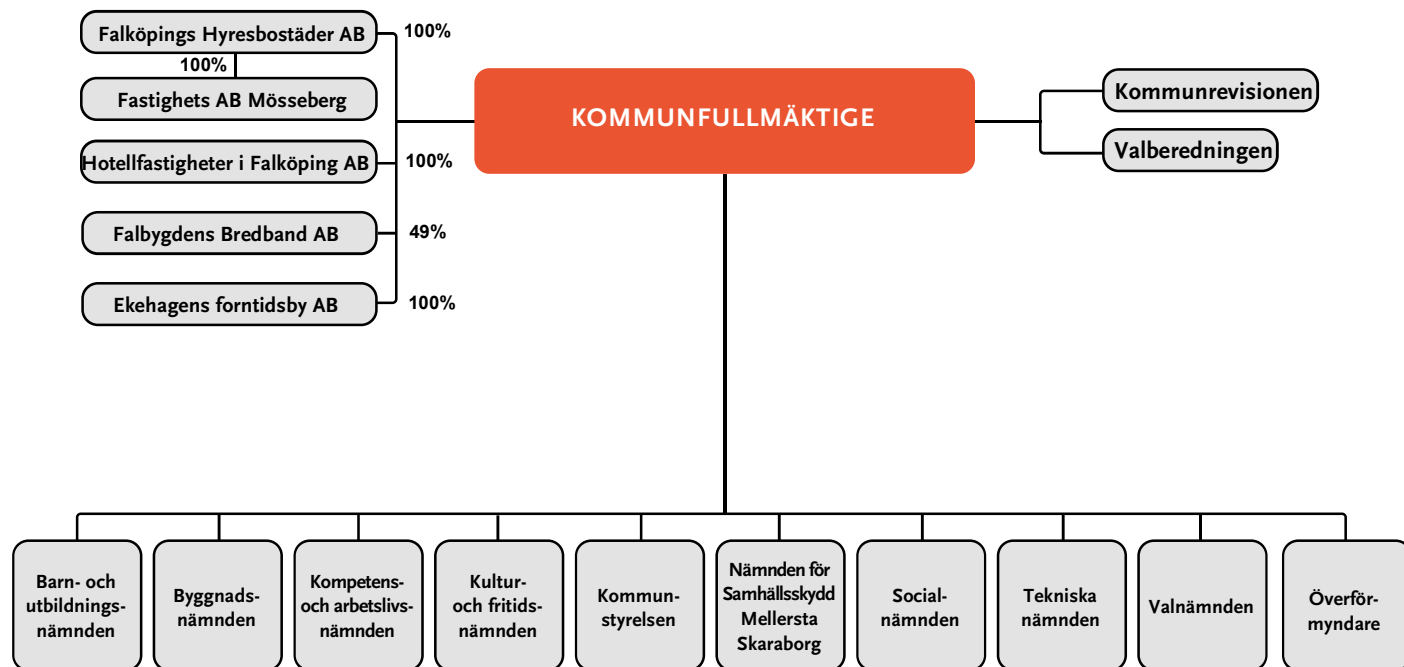 Falköpings Hyresbostäder AB
100%
100%
Fastighets AB Mösseberg
Hotellfastigheter i Falköping AB
100%
Falbygdens Bredband AB
49%
Ekehagens forntidsby AB
100%
KOMMUNFULLMÄKTIGE
Kommunrevisionen
Valberedningen
Barn- och
utbildnings-
nämnden
Byggnads-
nämnden
Kompetens-
och arbetslivs-
nämnden
Kultur-
och fritids-
nämnden
Kommun-
styrelsen
Nämnden för
Samhällsskydd
Mellersta
Skaraborg
Social-
nämnden
Tekniska
nämnden
Valnämnden
Överför-
myndare